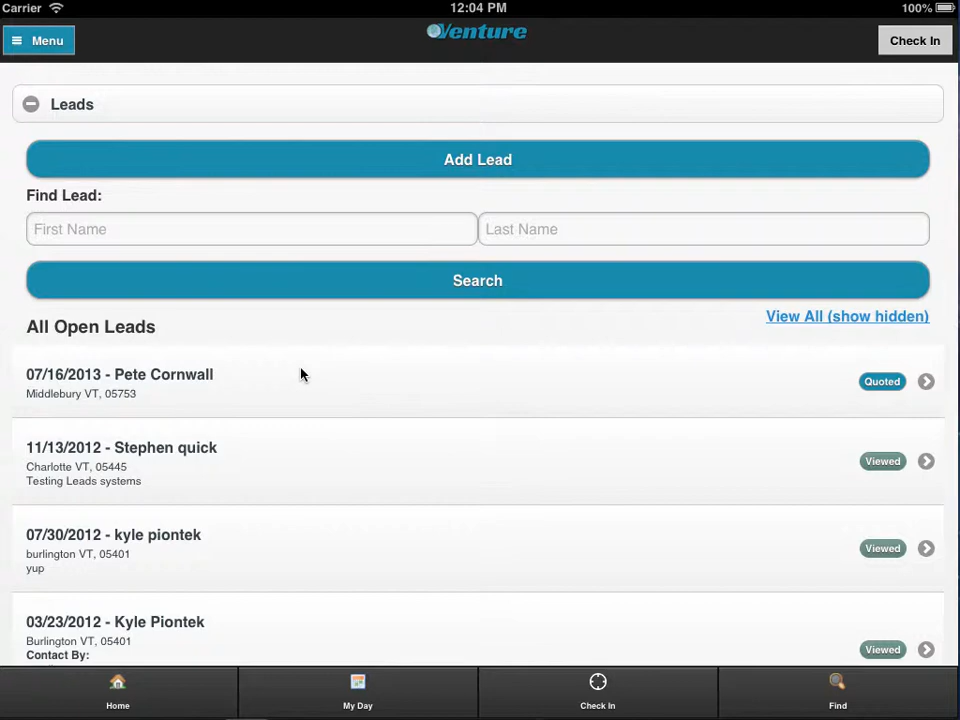 Carrier 12:04 PM 100%
Menu Venture Check In
Leads
Add Lead
Find Lead:
First Name Last Name
Search
View All (show hidden)
All Open Leads
07/16/2013 - Pete Cornwall
Middlebury VT, 05753
Quoted
11/13/2012 - Stephen quick
Charlotte VT, 05445
Testing Leads systems
Viewed
07/30/2012 - kyle piontek
burlington VT, 05401
yup
Viewed
03/23/2012 - Kyle Piontek
Burlington VT, 05401
Contact By:
Viewed
Home My Day Check In Find